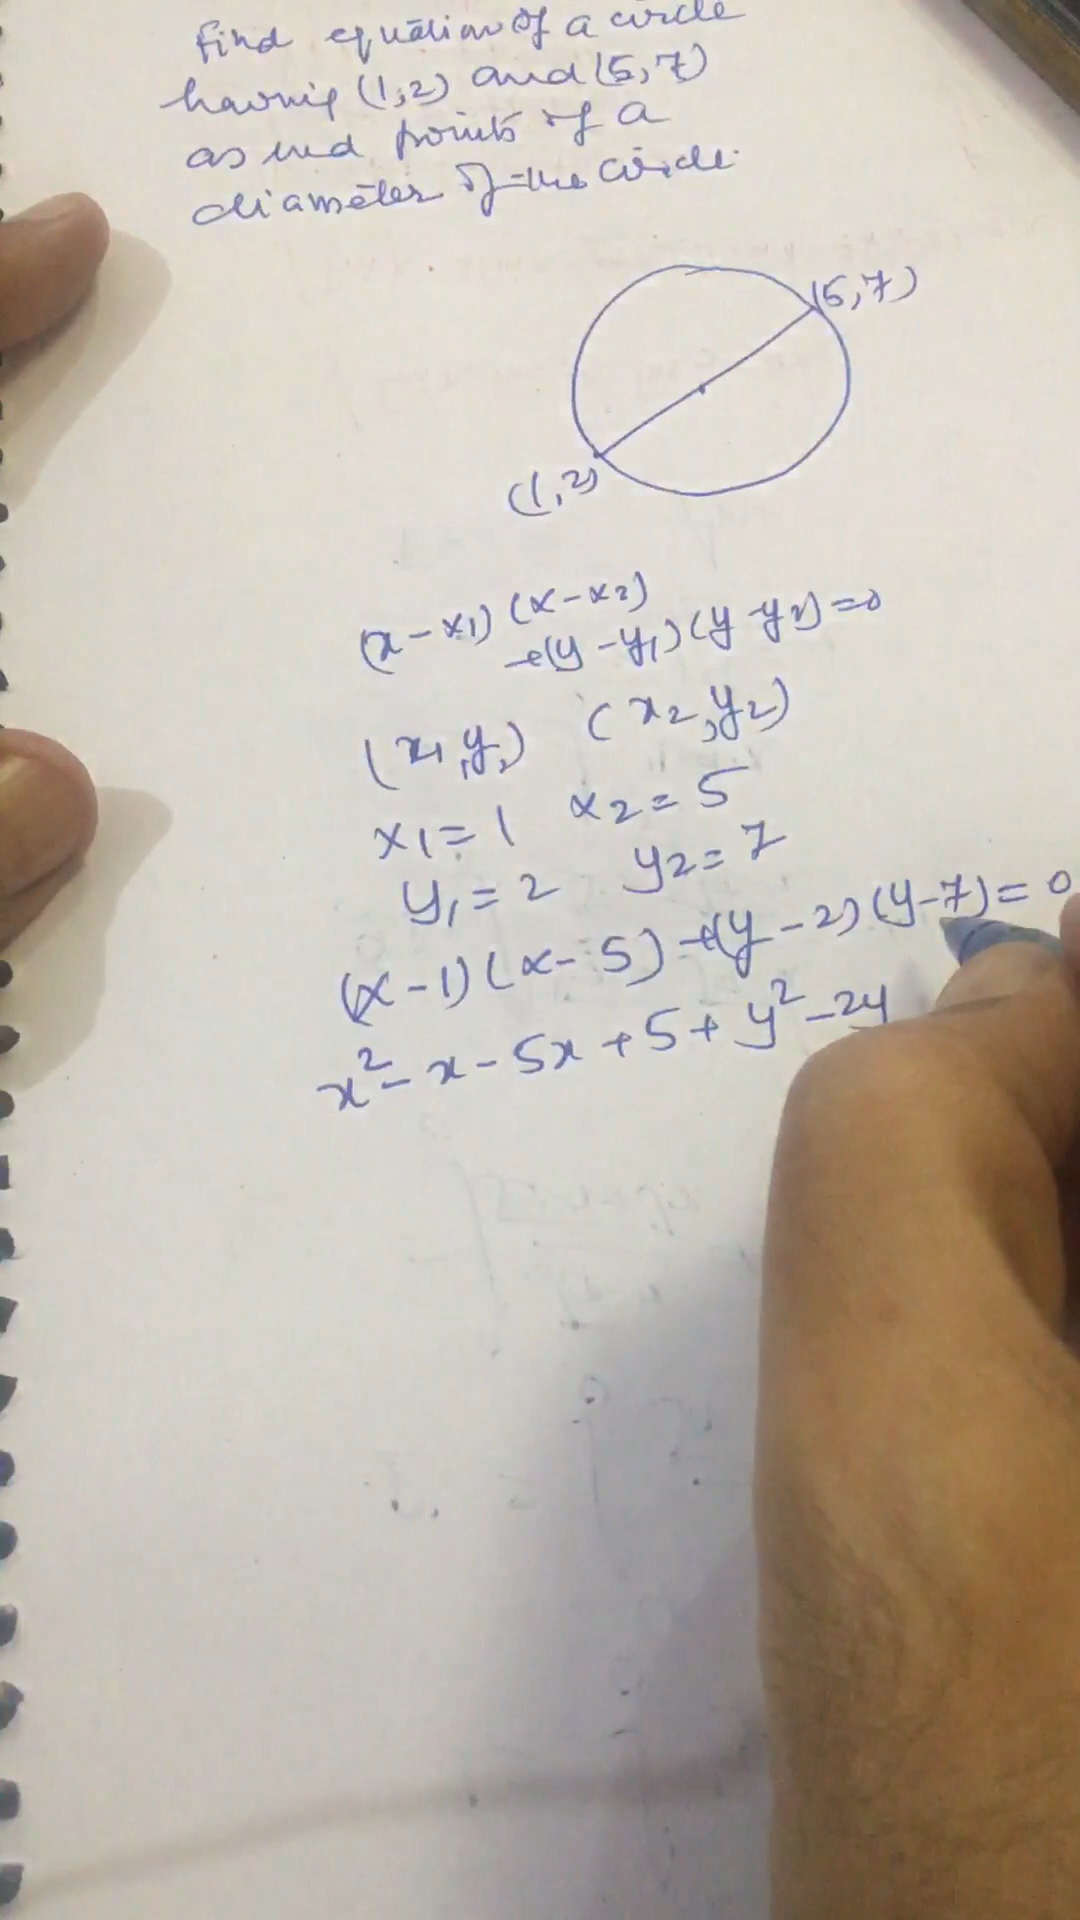 find equation of a circle
having (1,2) and (5,7)
as end points of a
diameter of the circle.
(5,7)
(1,2)
(x-x1) (x-x2)
+(y-y1)(y-y2)=0
(x1,y1) (x2,y2)
x1=1 x2=5
y1=2 y2=7
(x-1)(x-5)+(y-2)(y-7)=0
x²-x-5x+5+y²-2y